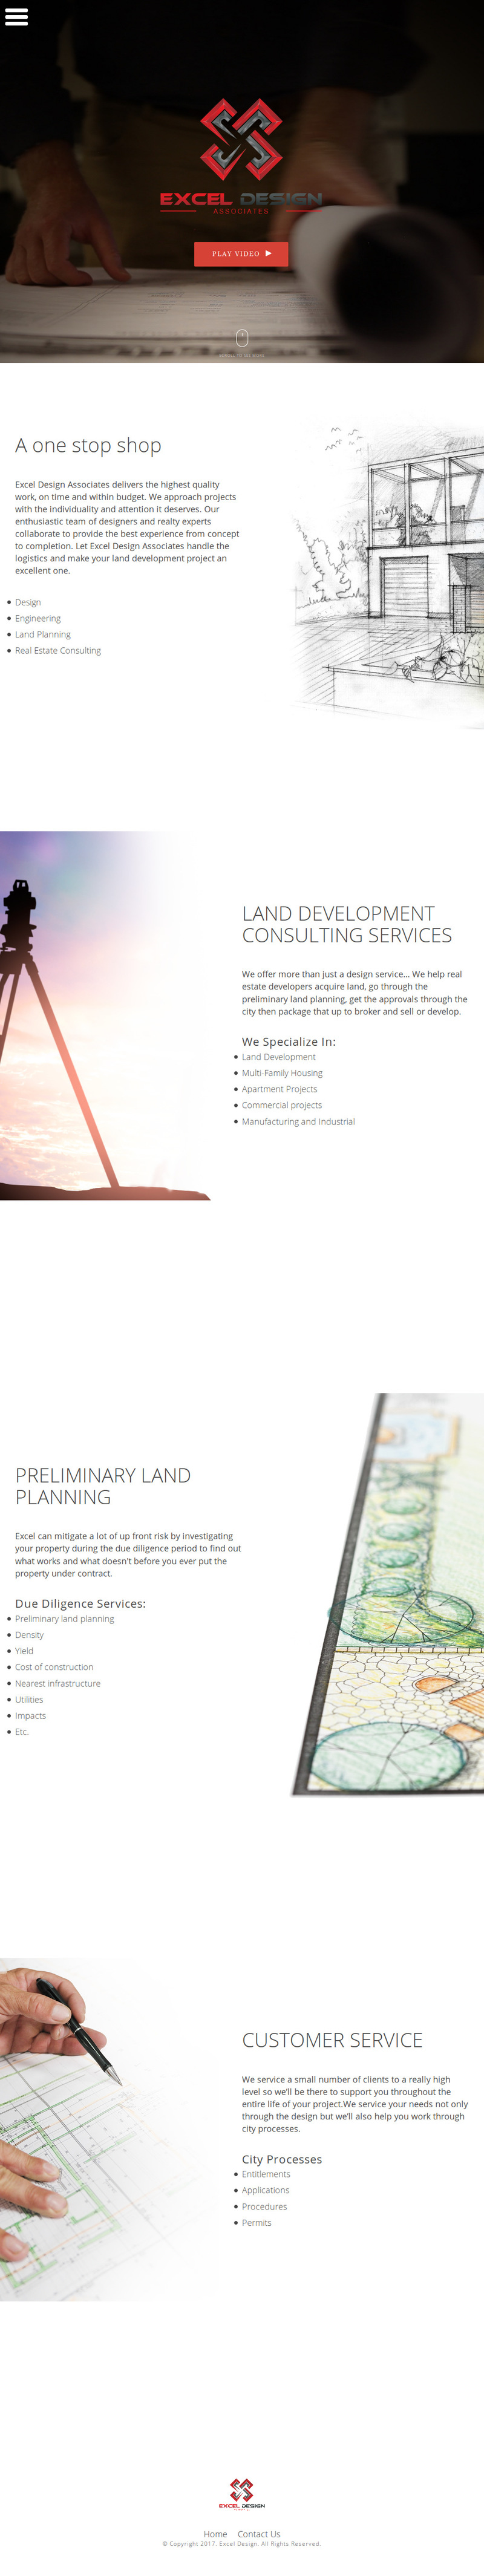 EXCEL DESIGN
ASSOCIATES
PLAY VIDEO
SCROLL TO SEE MORE
A one stop shop
Excel Design Associates delivers the highest quality
work, on time and within budget. We approach projects
with the individuality and attention it deserves. Our
enthusiastic team of designers and realty experts
collaborate to provide the best experience from concept
to completion. Let Excel Design Associates handle the
logistics and make your land development project an
excellent one.
Design
Engineering
Land Planning
Real Estate Consulting
LAND DEVELOPMENT
CONSULTING SERVICES
We offer more than just a design service... We help real
estate developers acquire land, go through the
preliminary land planning, get the approvals through the
city then package that up to broker and sell or develop.
We Specialize In:
Land Development
Multi-Family Housing
Apartment Projects
Commercial projects
Manufacturing and Industrial
PRELIMINARY LAND
PLANNING
Excel can mitigate a lot of up front risk by investigating
your property during the due diligence period to find out
what works and what doesn't before you ever put the
property under contract.
Due Diligence Services:
Preliminary land planning
Density
Yield
Cost of construction
Nearest infrastructure
Utilities
Impacts
Etc.
CUSTOMER SERVICE
We service a small number of clients to a really high
level so we'll be there to support you throughout the
entire life of your project.We service your needs not only
through the design but we'll also help you work through
city processes.
City Processes
Entitlements
Applications
Procedures
Permits
EXCEL DESIGN
Home Contact Us
© Copyright 2017. Excel Design. All Rights Reserved.